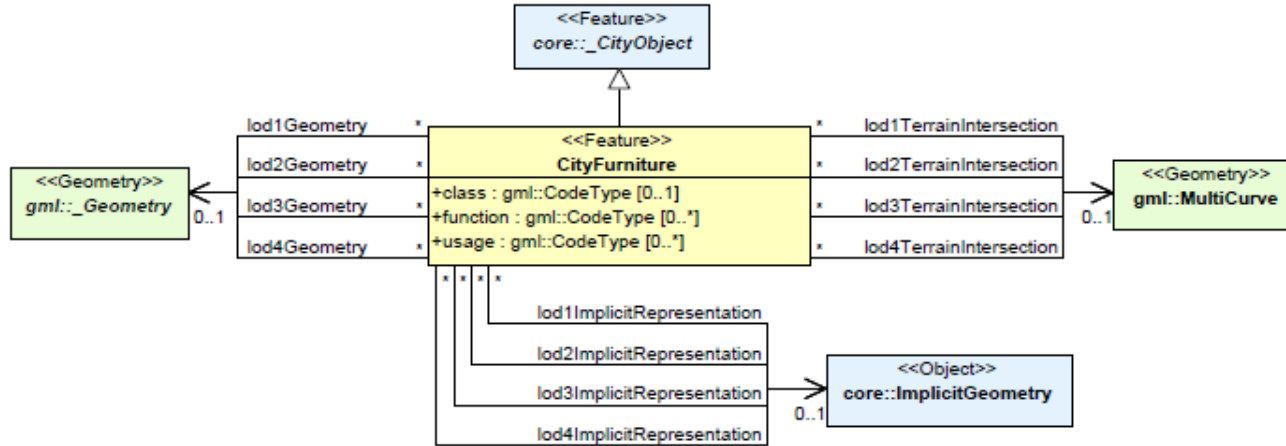 <<Feature>>
core::_CityObject
lod1Geometry *
<<Feature>>
CityFurniture
* lod1TerrainIntersection
lod2Geometry *
* lod2TerrainIntersection
<<Geometry>>
gml::_Geometry
0..1
+class : gml::CodeType [0..1]
+function : gml::CodeType [0..*]
+usage : gml::CodeType [0..*]
<<Geometry>>
gml::MultiCurve
0..1
lod3Geometry *
* lod3TerrainIntersection
lod4Geometry *
* lod4TerrainIntersection
* * * *
lod1ImplicitRepresentation
lod2ImplicitRepresentation
lod3ImplicitRepresentation
lod4ImplicitRepresentation
<<Object>>
core::ImplicitGeometry
0..1